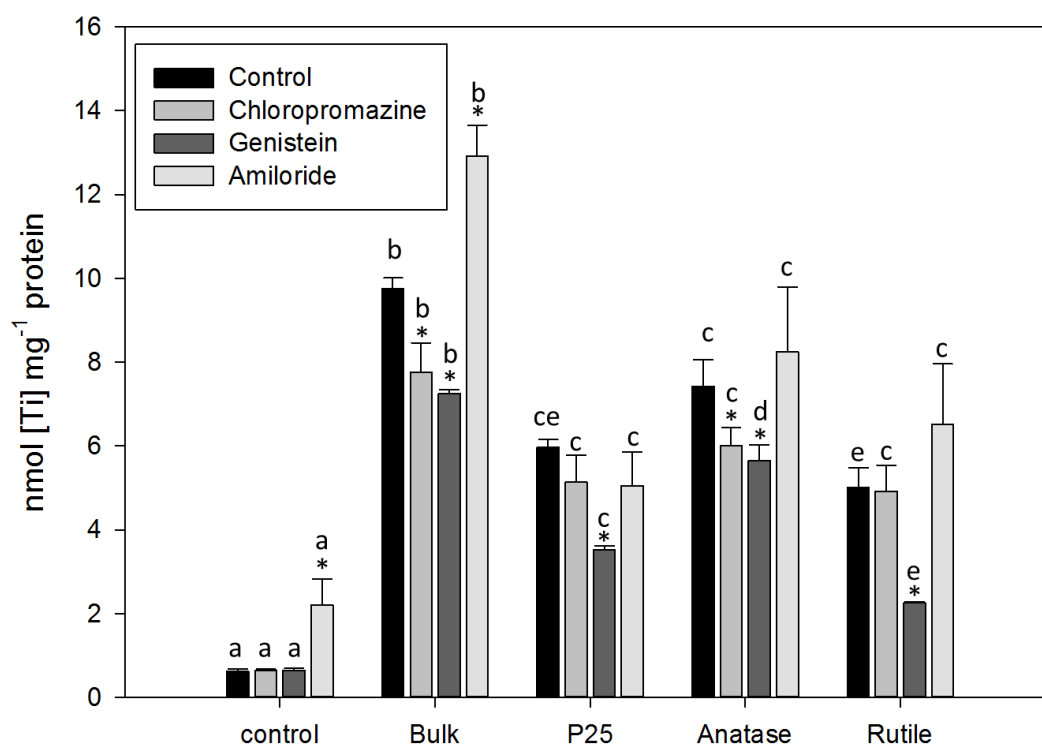 16
14
12
10
8
6
4
2
0
nmol [Ti] mg⁻¹ protein
Control
Chloropromazine
Genistein
Amiloride
a
a
a
a
*
b
b
*
b
*
b
*
ce
c
c
*
c
c
c
*
d
*
c
e
c
e
*
c
control Bulk P25 Anatase Rutile